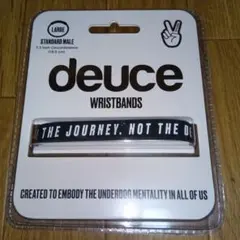 LARGE
STANDARD MALE
deuce
WRISTBANDS
THE JOURNEY. NOT THE D
CREATED TO EMBODY THE UNDERDOG MENTALITY IN ALL OF US